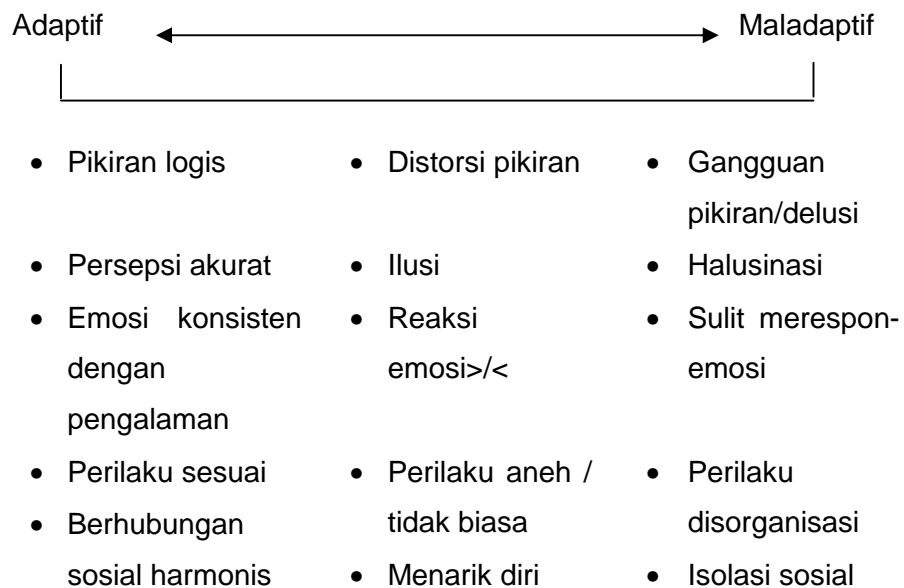 Adaptif Maladaptif
• Pikiran logis • Distorsi pikiran • Gangguan
pikiran/delusi
• Persepsi akurat • Ilusi • Halusinasi
• Emosi konsisten • Reaksi • Sulit merespon-
dengan emosi>/< emosi
pengalaman
• Perilaku sesuai • Perilaku aneh / • Perilaku
• Berhubungan tidak biasa disorganisasi
sosial harmonis • Menarik diri • Isolasi sosial